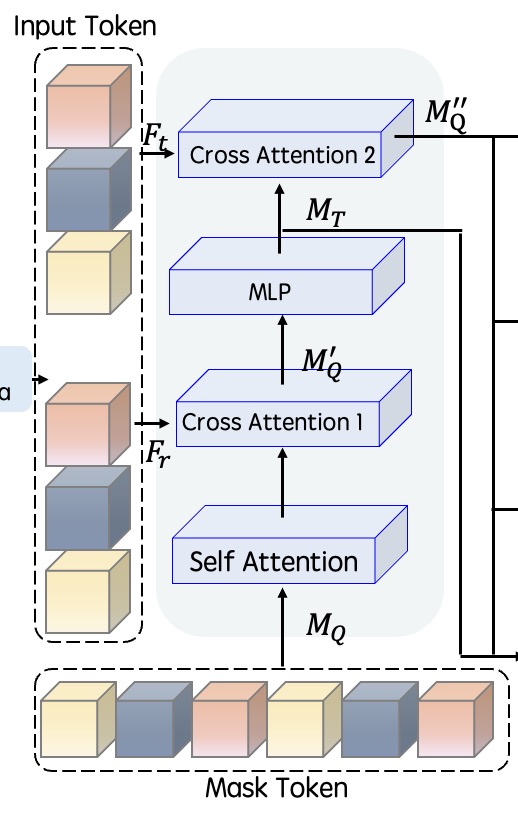 Input Token
F_t
Cross Attention 2
M''_Q
M_T
MLP
M'_Q
a
Cross Attention 1
F_r
Self Attention
M_Q
Mask Token